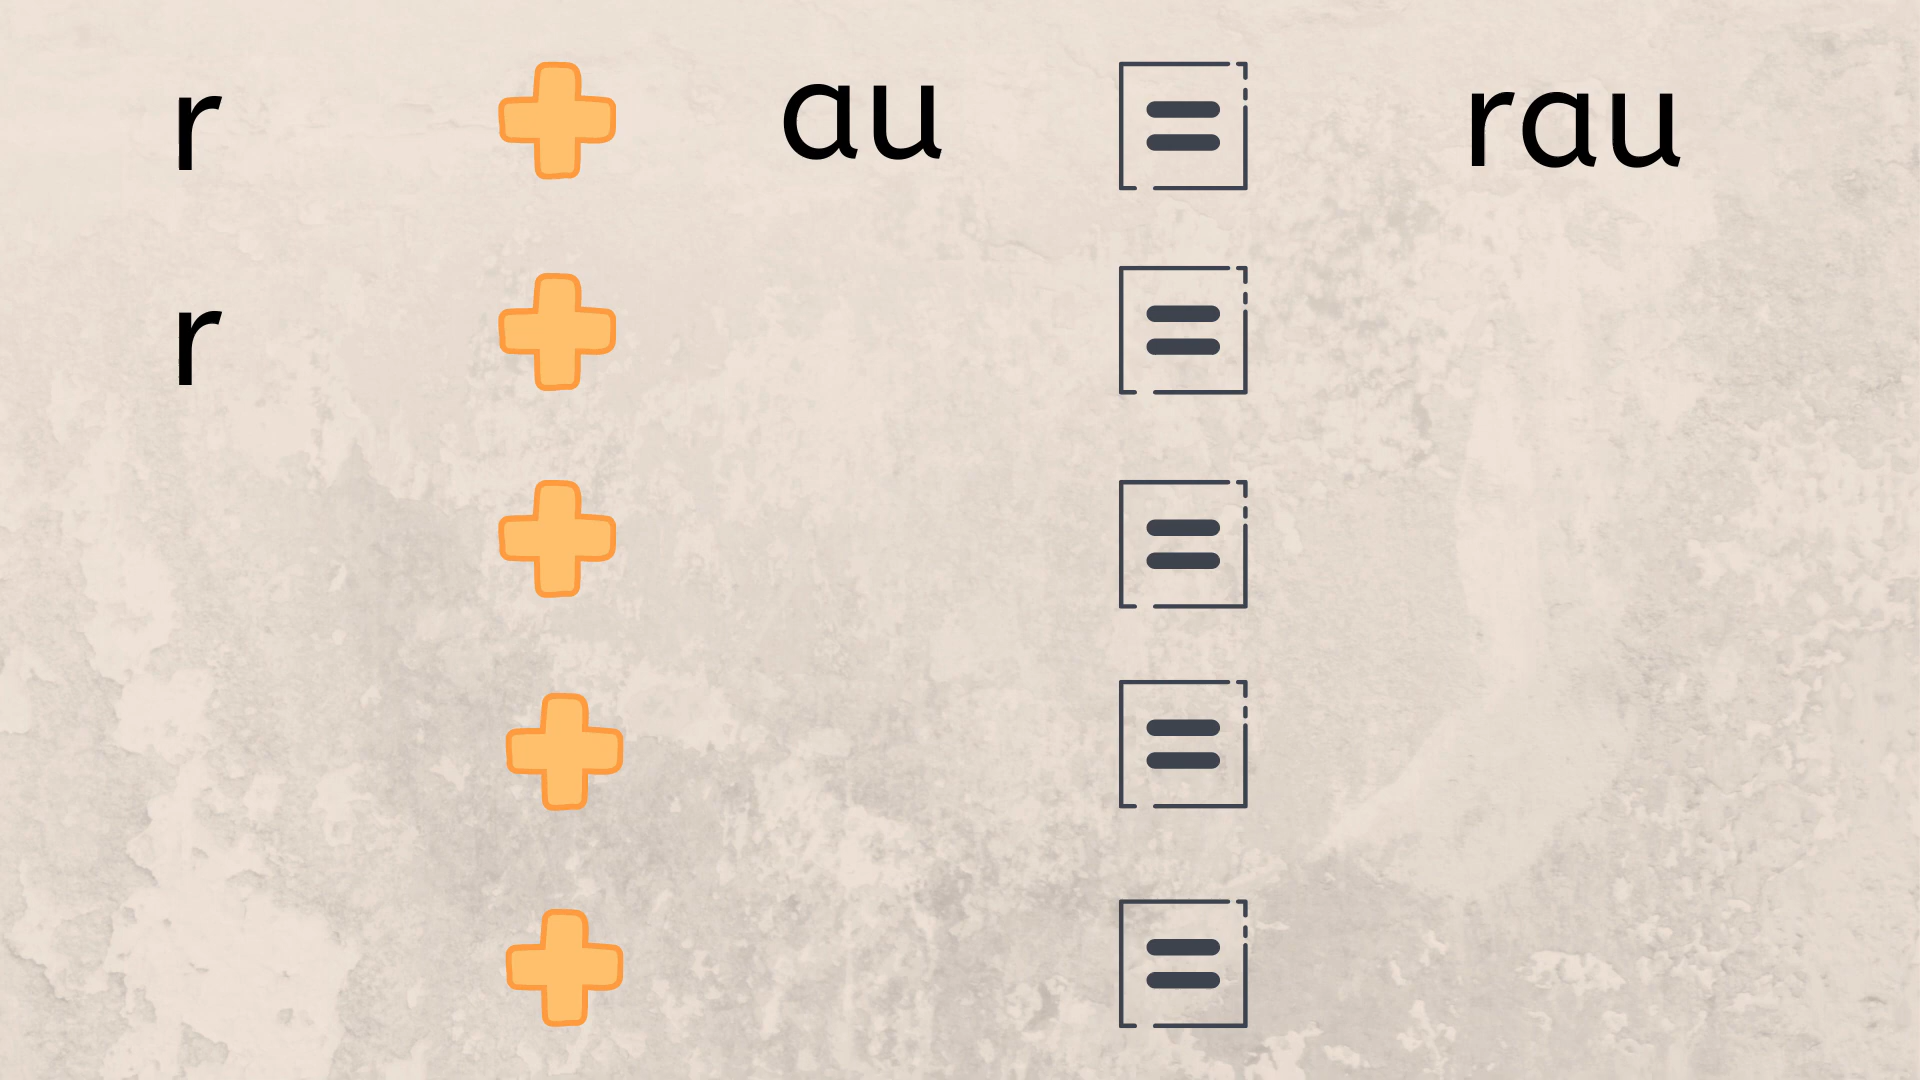 r + au = rau
r + =
+ =
+ =
+ =